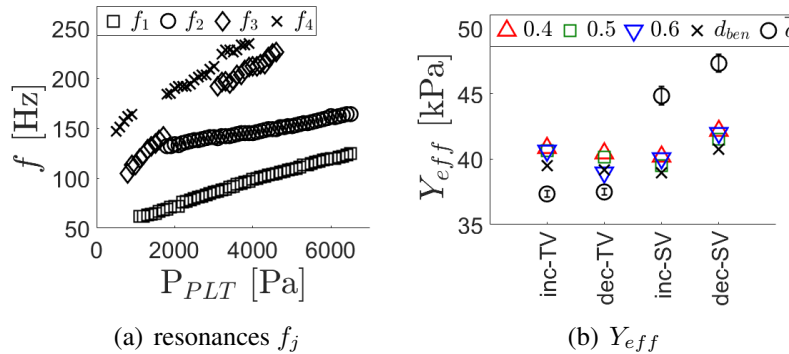 f₁ f₂ f₃ f₄
250
200
150
100
50
f [Hz]
0 2000 4000 6000
P_PLT [Pa]
(a) resonances f_j
0.4 0.5 0.6 d_ben
50
45
40
35
Y_eff [kPa]
inc-TV dec-TV inc-SV dec-SV
(b) Y_eff